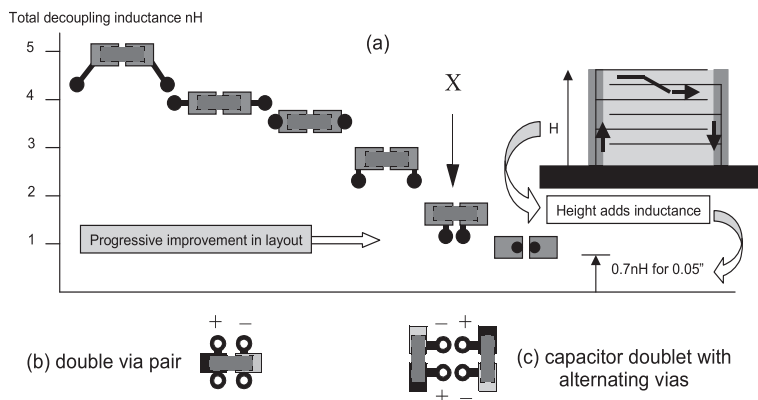 Total decoupling inductance nH
(a)
5
4
3
2
1
X
H
Height adds inductance
Progressive improvement in layout
0.7nH for 0.05"
+ −
− +
(b) double via pair
(c) capacitor doublet with
alternating vias
+ −